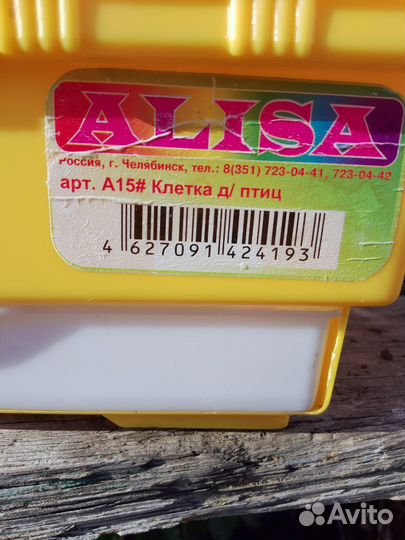 ALISA
Россия, г. Челябинск, тел.: 8(351) 723-04-41, 723-04-42
арт. А15# Клетка д/ птиц
4 627091 424193
Avito